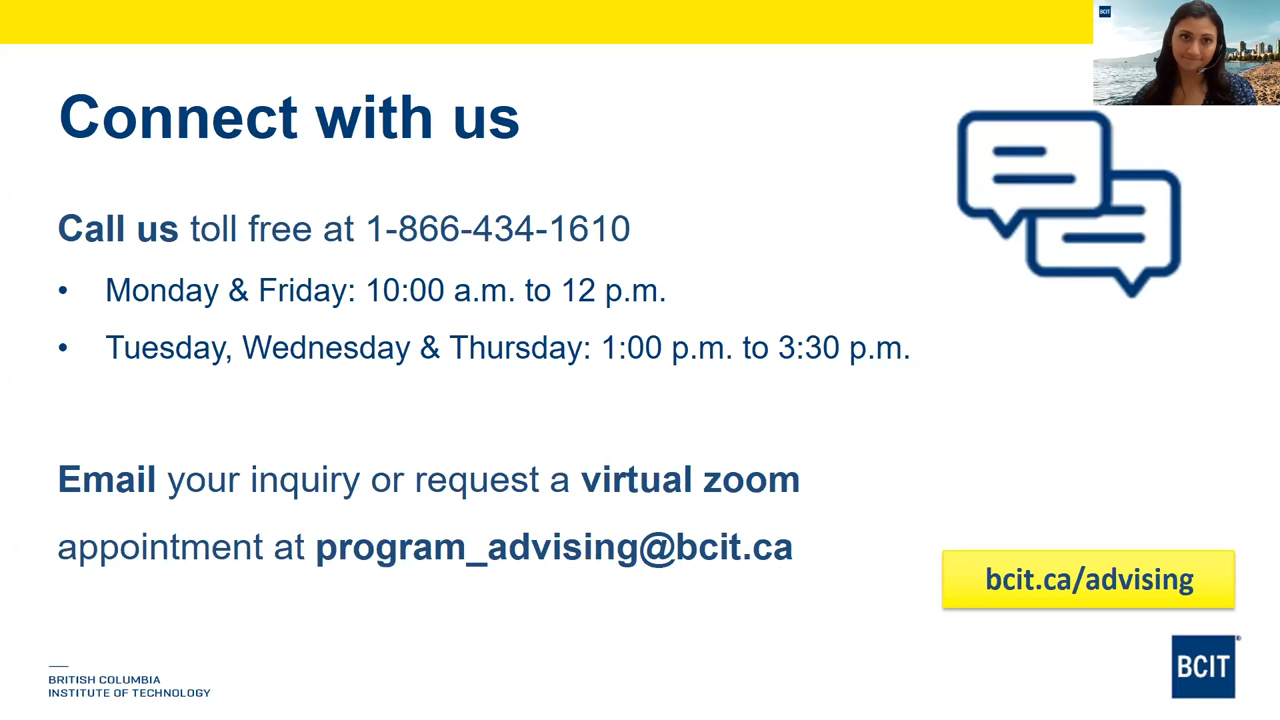 BCIT
Connect with us
Call us toll free at 1-866-434-1610
• Monday & Friday: 10:00 a.m. to 12 p.m.
• Tuesday, Wednesday & Thursday: 1:00 p.m. to 3:30 p.m.
Email your inquiry or request a virtual zoom
appointment at program_advising@bcit.ca
bcit.ca/advising
BRITISH COLUMBIA
INSTITUTE OF TECHNOLOGY
BCIT®